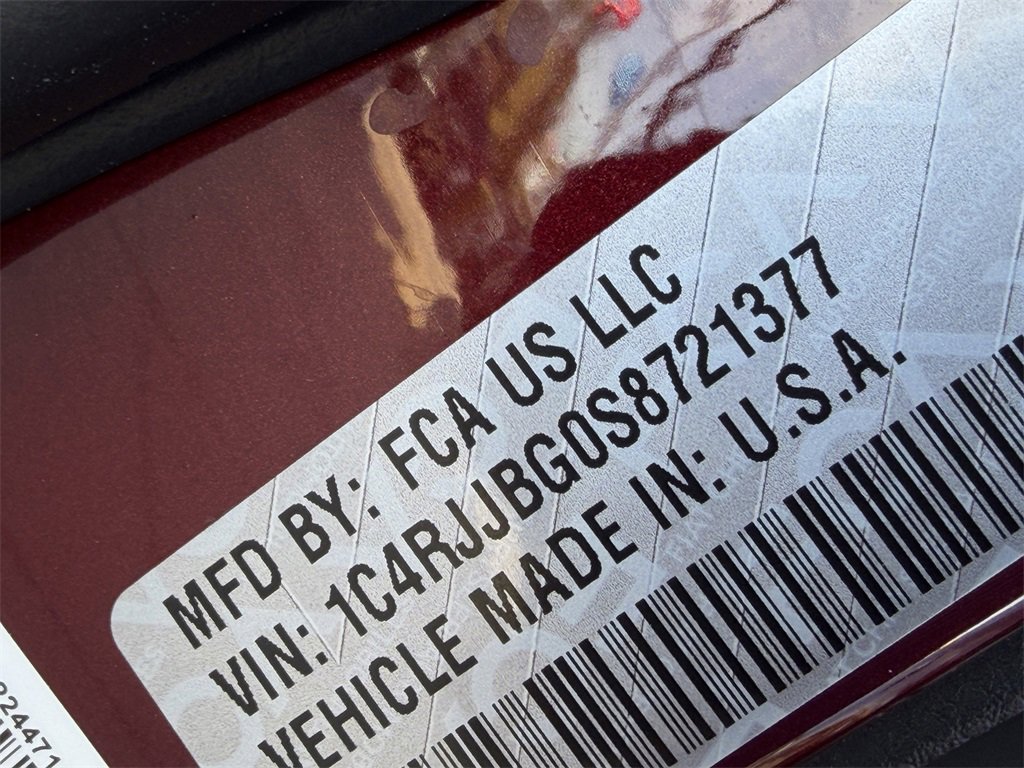 MFD BY: FCA US LLC
VIN: 1C4RJJBG0S8721377
VEHICLE MADE IN: U.S.A.